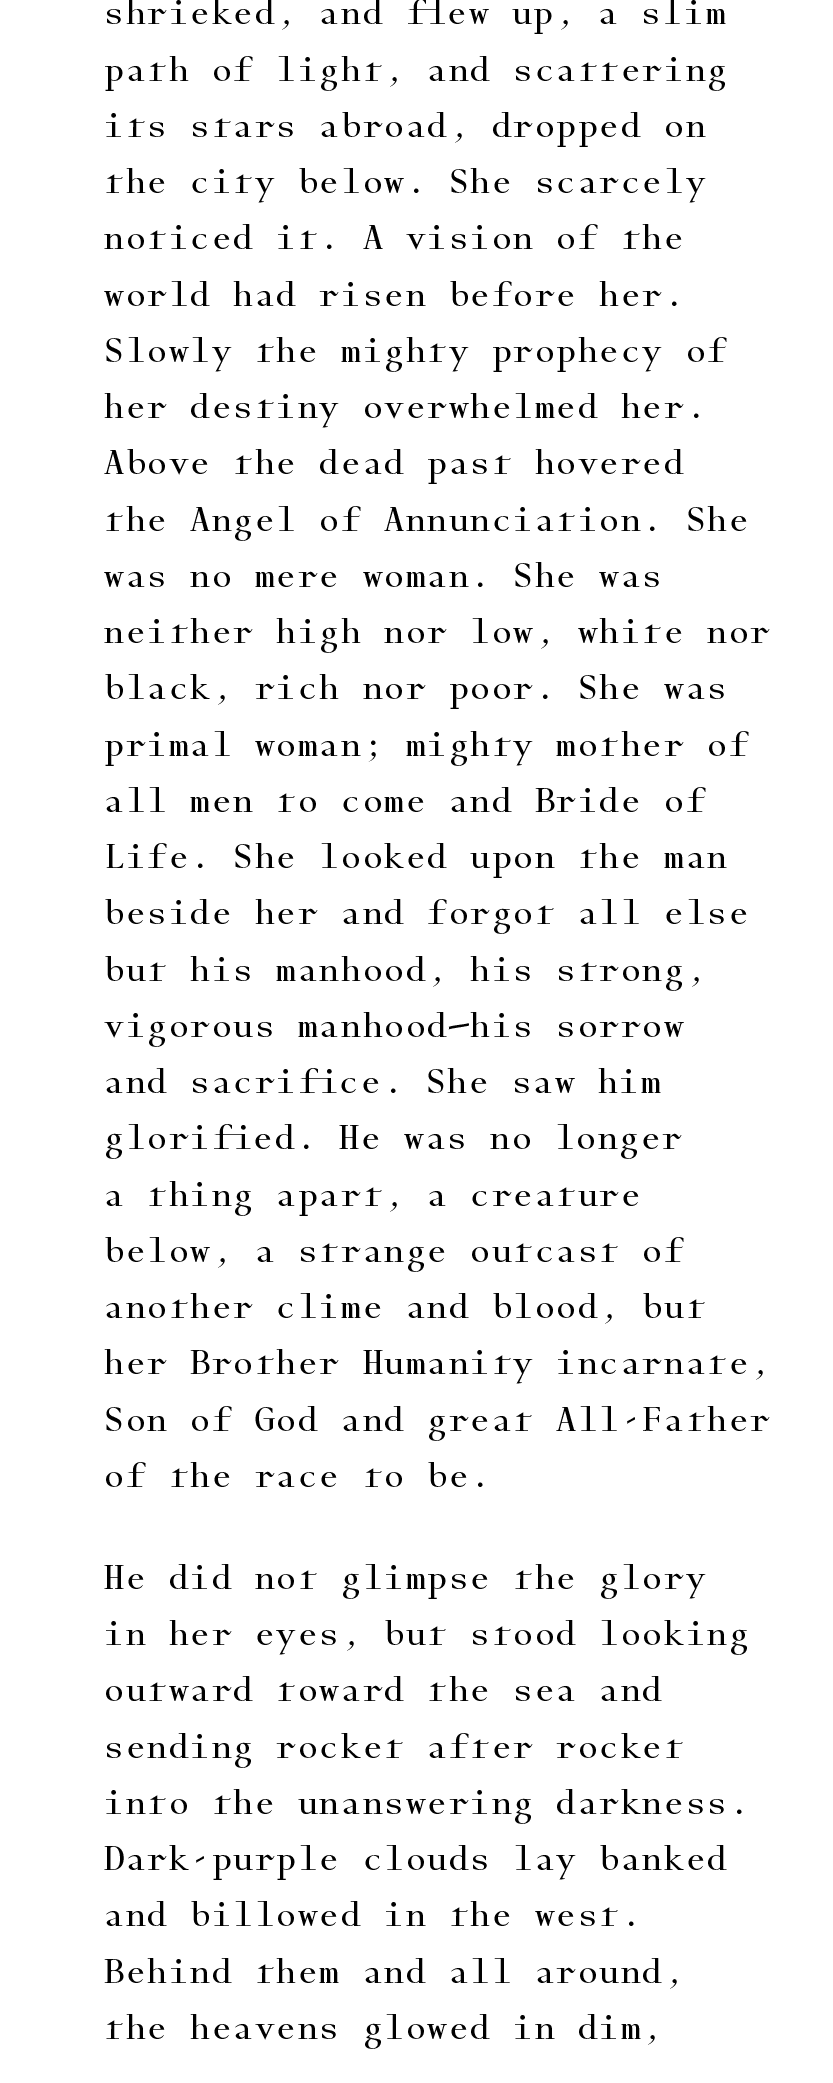 shrieked, and flew up, a slim
path of light, and scattering
its stars abroad, dropped on
the city below. She scarcely
noticed it. A vision of the
world had risen before her.
Slowly the mighty prophecy of
her destiny overwhelmed her.
Above the dead past hovered
the Angel of Annunciation. She
was no mere woman. She was
neither high nor low, white nor
black, rich nor poor. She was
primal woman; mighty mother of
all men to come and Bride of
Life. She looked upon the man
beside her and forgot all else
but his manhood, his strong,
vigorous manhood—his sorrow
and sacrifice. She saw him
glorified. He was no longer
a thing apart, a creature
below, a strange outcast of
another clime and blood, but
her Brother Humanity incarnate,
Son of God and great All-Father
of the race to be.
He did not glimpse the glory
in her eyes, but stood looking
outward toward the sea and
sending rocket after rocket
into the unanswering darkness.
Dark-purple clouds lay banked
and billowed in the west.
Behind them and all around,
the heavens glowed in dim,